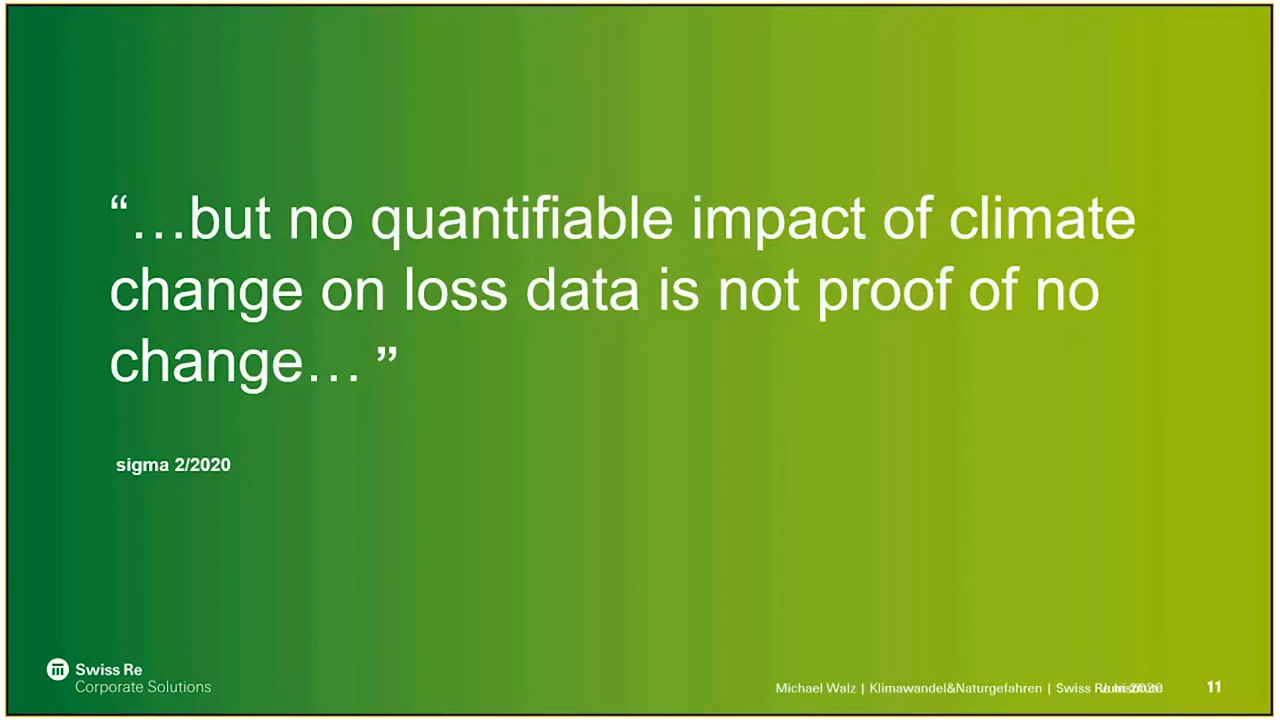 “…but no quantifiable impact of climate
change on loss data is not proof of no
change… ”
sigma 2/2020
Swiss Re
Corporate Solutions
Michael Walz | Klimawandel&Naturgefahren | Swiss Re 2020
11